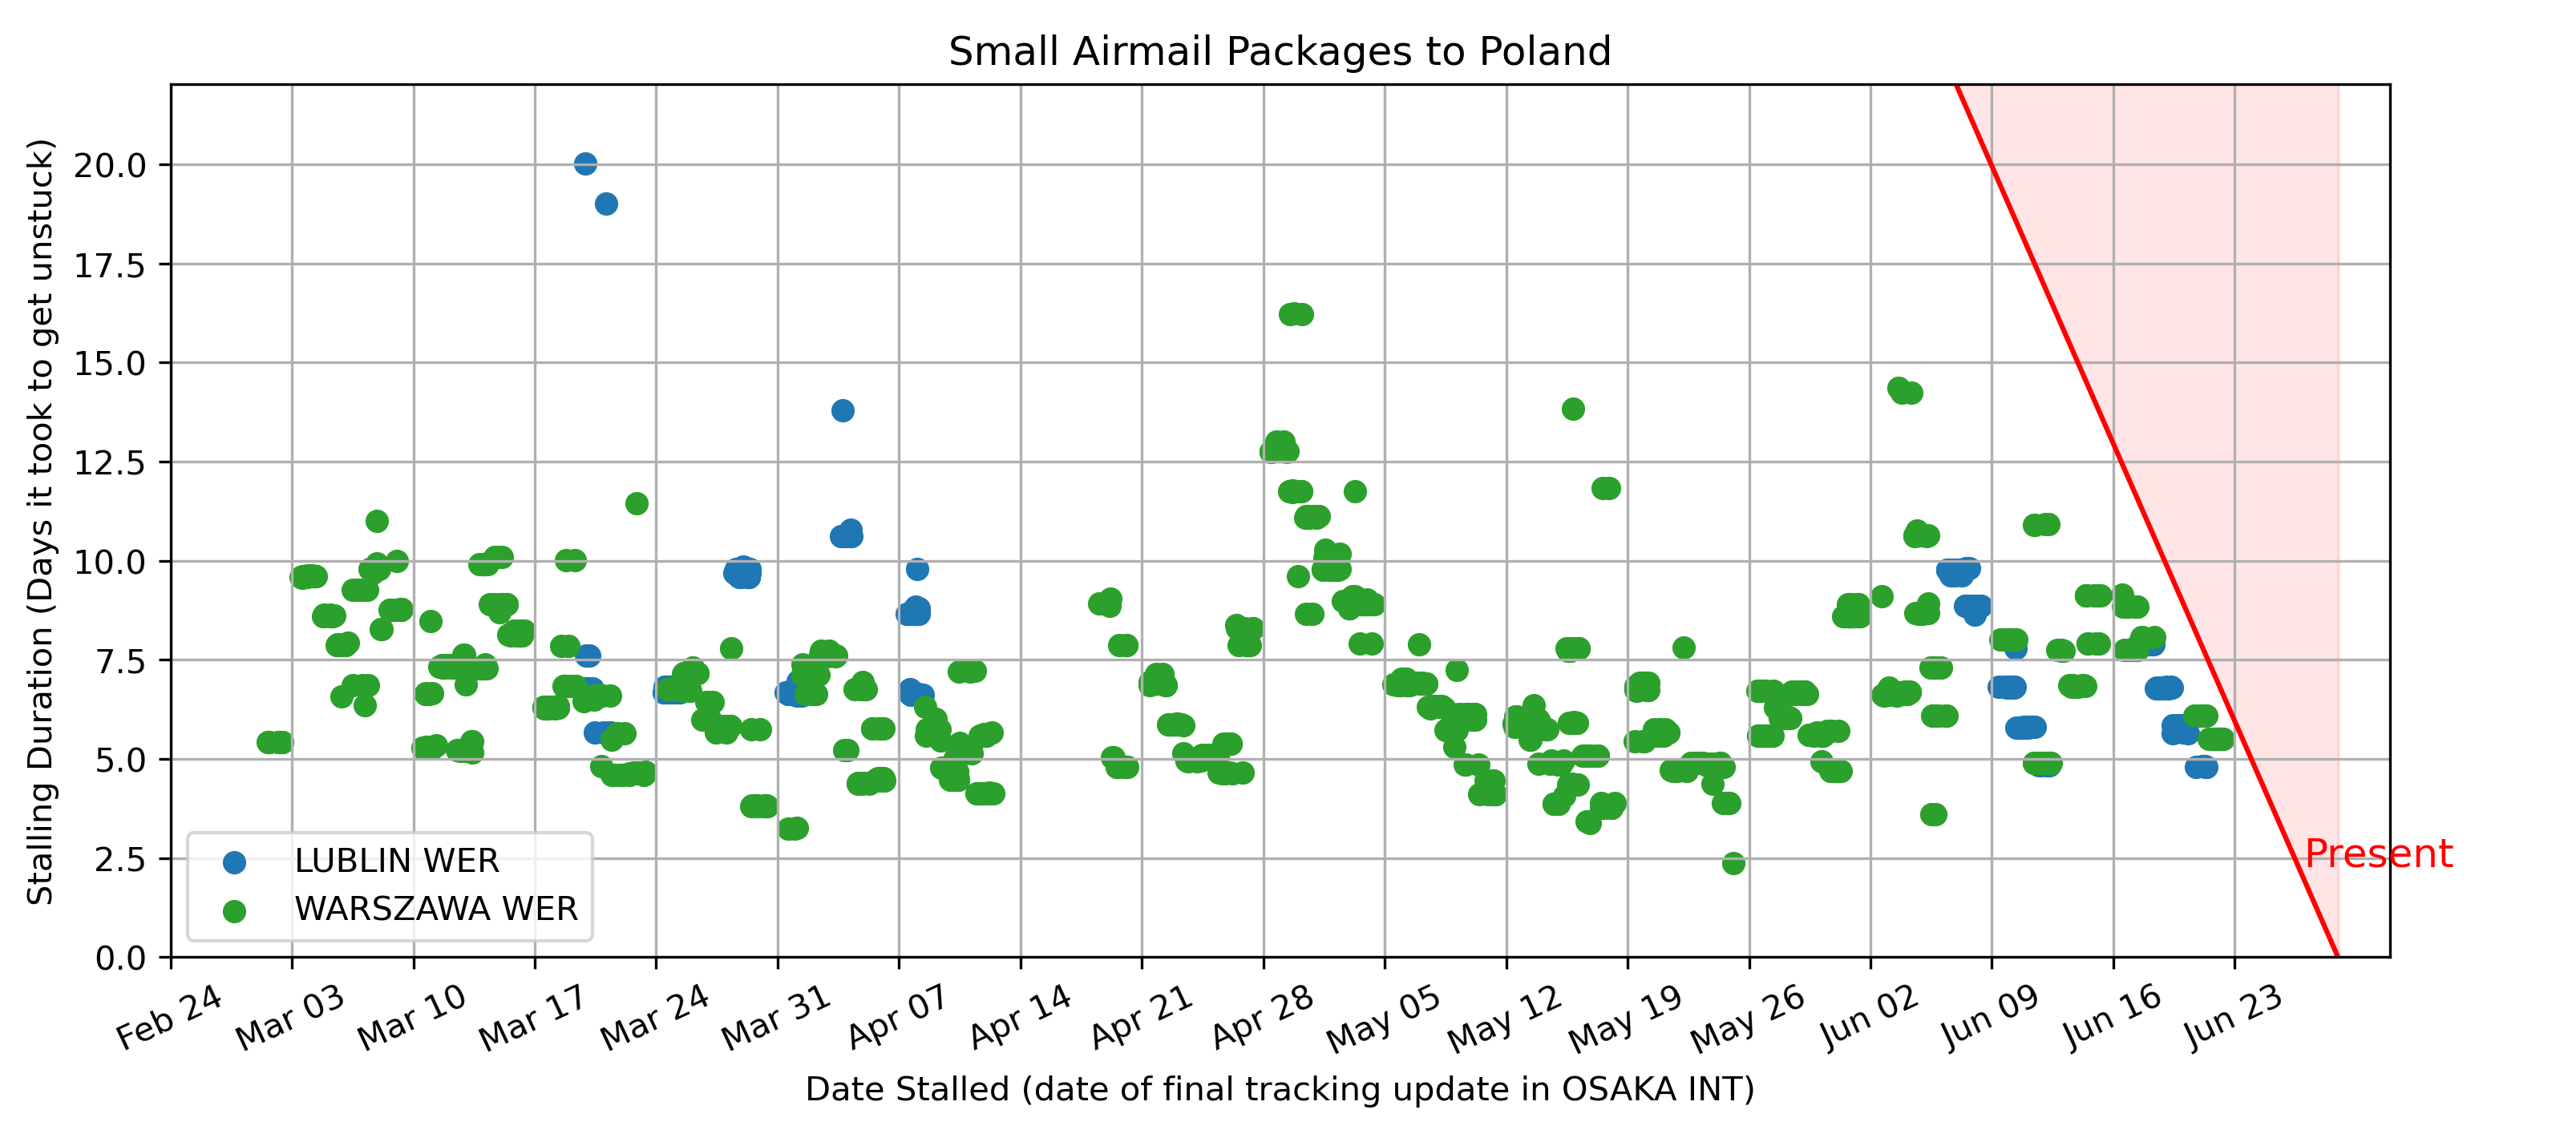 Small Airmail Packages to Poland
Stalling Duration (Days it took to get unstuck)
20.0
17.5
15.0
12.5
10.0
7.5
5.0
2.5
0.0
LUBLIN WER
WARSZAWA WER
Present
Feb 24
Mar 03
Mar 10
Mar 17
Mar 24
Mar 31
Apr 07
Apr 14
Apr 21
Apr 28
May 05
May 12
May 19
May 26
Jun 02
Jun 09
Jun 16
Jun 23
Date Stalled (date of final tracking update in OSAKA INT)